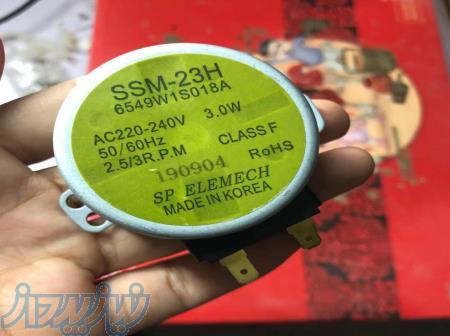 SSM-23H
6549W1S018A
AC220-240V 3.0W
50/60Hz CLASS F
2.5/3R.P.M
190904 RoHS
SP ELEMECH
MADE IN KOREA
نیازپیدا